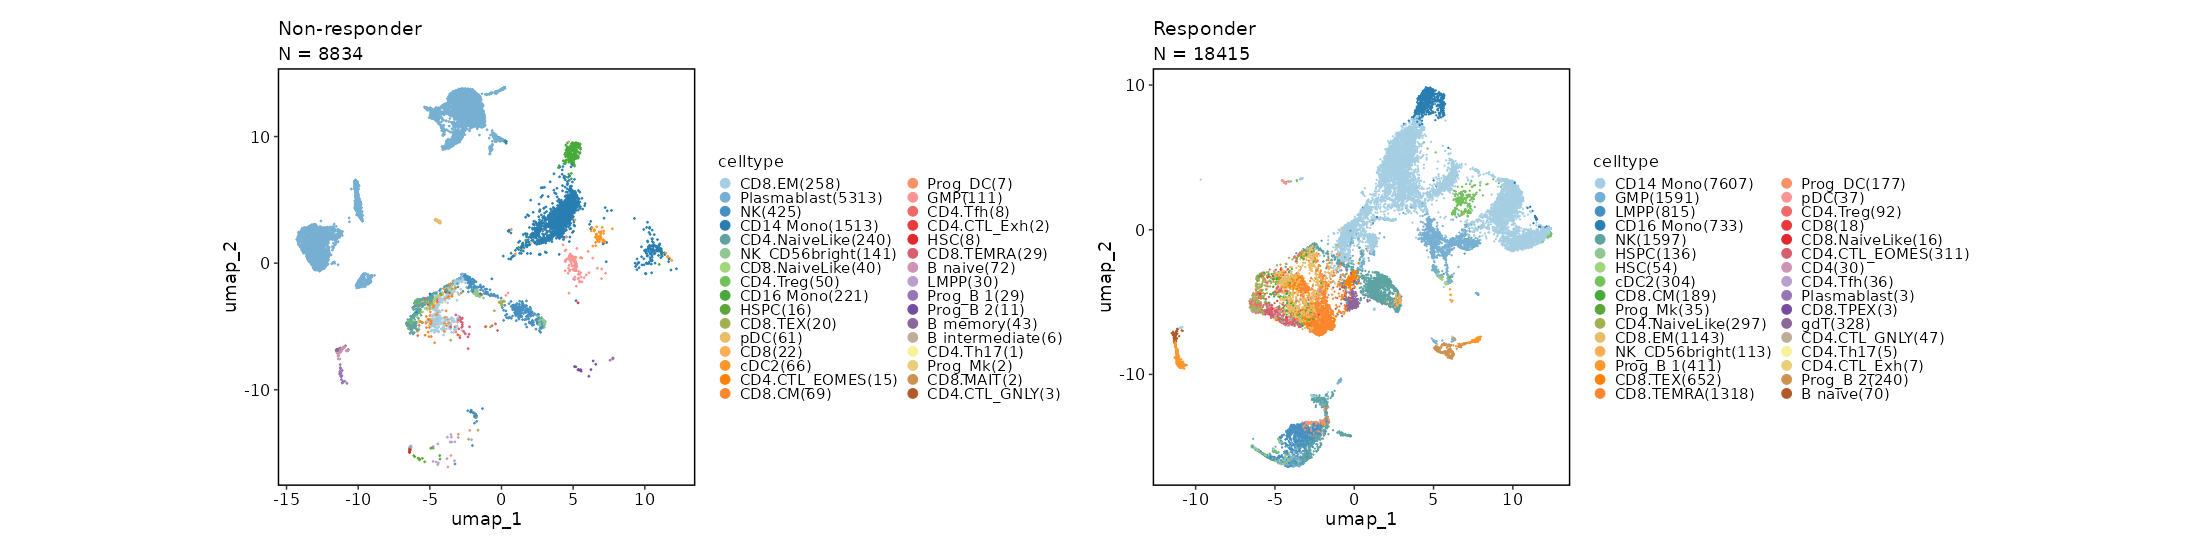 Non-responder
N = 8834
umap_2
10
0
-10
-15
-10
-5
0
5
10
umap_1
celltype
CD8.EM(258)
Plasmablast(5313)
NK(425)
CD14 Mono(1513)
CD4.NaiveLike(240)
NK_CD56bright(141)
CD8.NaiveLike(40)
CD4.Treg(50)
CD16 Mono(221)
HSPC(16)
CD8.TEX(20)
pDC(61)
CD8(22)
cDC2(66)
CD4.CTL_EOMES(15)
CD8.CM(69)
Prog_DC(7)
GMP(111)
CD4.Tfh(8)
CD4.CTL_Exh(2)
HSC(8)
CD8.TEMRA(29)
B naive(72)
LMPP(30)
Prog_B 1(29)
Prog_B 2(11)
B memory(43)
B intermediate(6)
CD4.Th17(1)
Prog_Mk(2)
CD8.MAIT(2)
CD4.CTL_GNLY(3)
Responder
N = 18415
umap_2
10
0
-10
-10
-5
0
5
10
umap_1
celltype
CD14 Mono(7607)
GMP(1591)
LMPP(815)
CD16 Mono(733)
NK(1597)
HSPC(136)
HSC(54)
cDC2(304)
CD8.CM(189)
Prog_Mk(35)
CD4.NaiveLike(297)
CD8.EM(1143)
NK_CD56bright(113)
Prog_B 1(411)
CD8.TEX(652)
CD8.TEMRA(1318)
Prog_DC(177)
pDC(37)
CD4.Treg(92)
CD8(18)
CD8.NaiveLike(16)
CD4.CTL_EOMES(311)
CD4(30)
CD4.Tfh(36)
Plasmablast(3)
CD8.TPEX(3)
gdT(328)
CD4.CTL_GNLY(47)
CD4.Th17(5)
CD4.CTL_Exh(7)
Prog_B 2(240)
B naive(70)